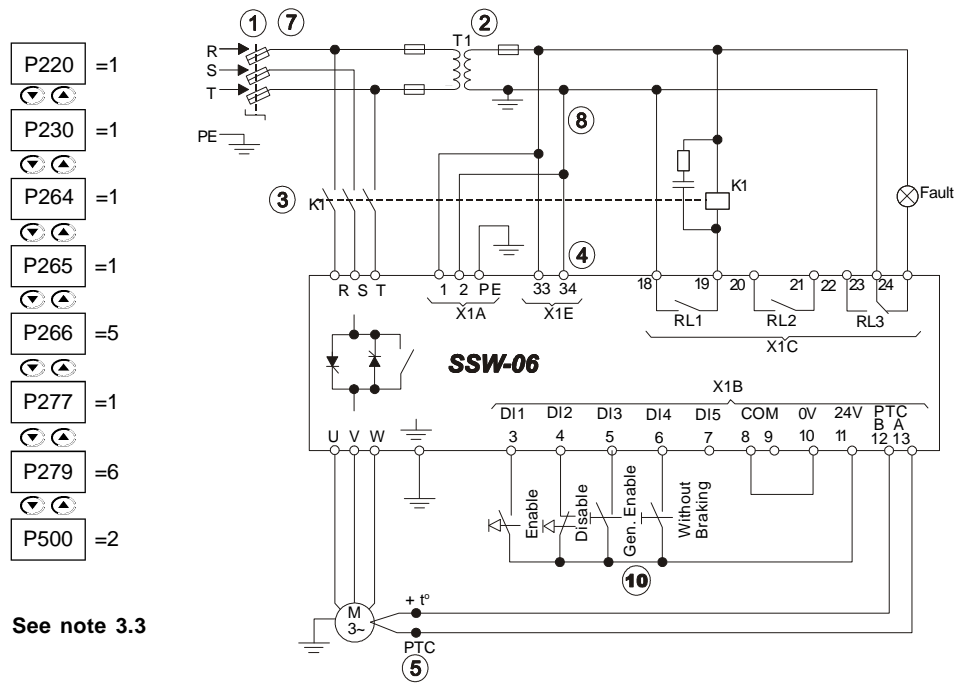 P220 =1
P230 =1
P264 =1
P265 =1
P266 =5
P277 =1
P279 =6
P500 =2
See note 3.3
1 7 2
R
S
T
T1
PE
8
3
K1
K1
Fault
4
R S T 1 2 PE 33 34 18 19 20 21 22 23 24
X1A X1E RL1 RL2 RL3
X1C
SSW-06
X1B
DI1 DI2 DI3 DI4 DI5 COM 0V 24V PTC
B A
U V W 3 4 5 6 7 8 9 10 11 12 13
Enable
Disable
Gen. Enable
Without
Braking
10
M
3~
+ tº
PTC
5